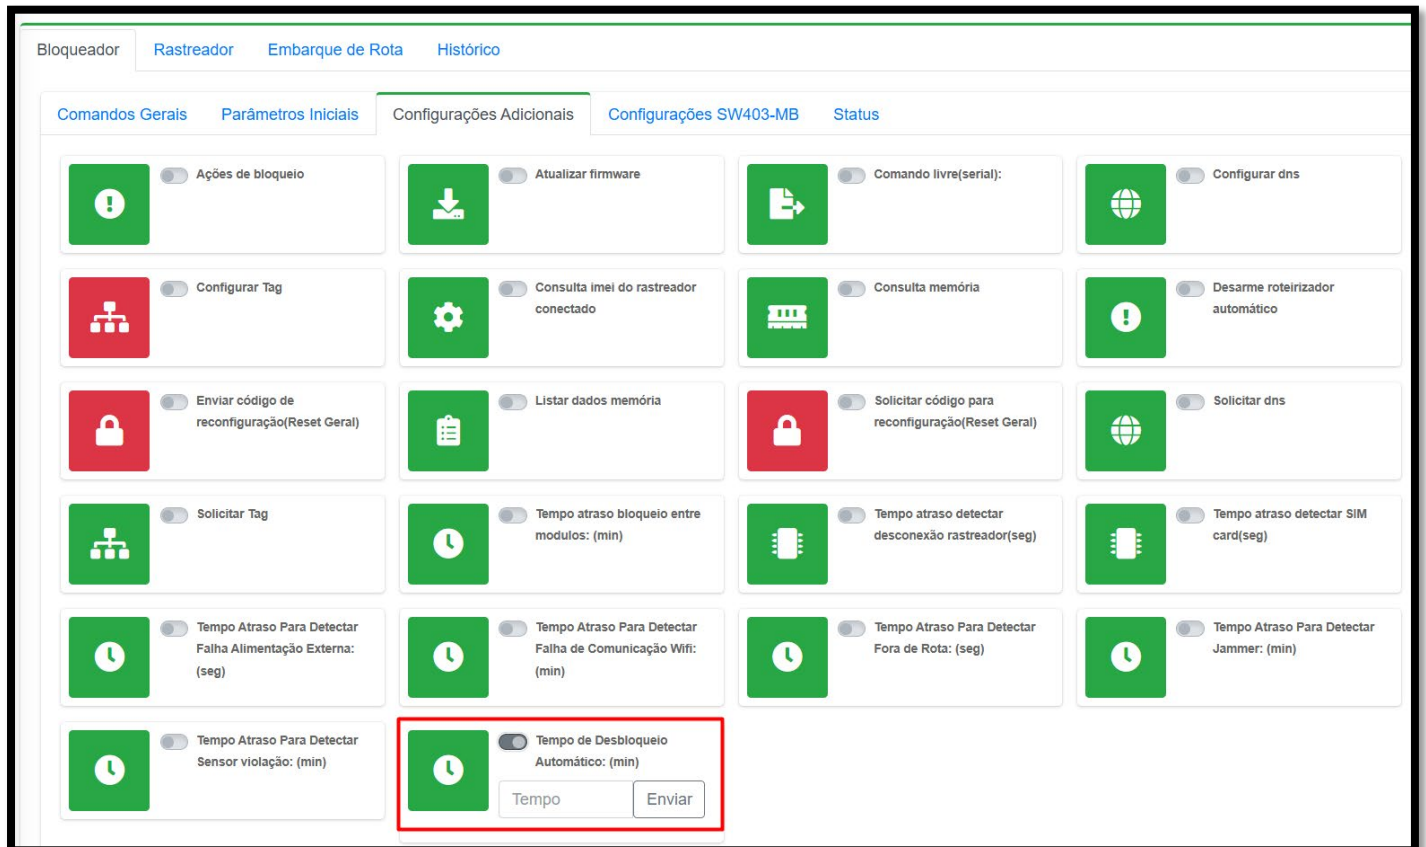 Bloqueador Rastreador Embarque de Rota Histórico
Comandos Gerais Parâmetros Iniciais Configurações Adicionais Configurações SW403-MB Status
Ações de bloqueio
Atualizar firmware
Comando livre(serial):
Configurar dns
Configurar Tag
Consulta imei do rastreador
conectado
Consulta memória
Desarme roteirizador
automático
Enviar código de
reconfiguração(Reset Geral)
Listar dados memória
Solicitar código para
reconfiguração(Reset Geral)
Solicitar dns
Solicitar Tag
Tempo atraso bloqueio entre
modulos: (min)
Tempo atraso detectar
desconexão rastreador(seg)
Tempo atraso detectar SIM
card(seg)
Tempo Atraso Para Detectar
Falha Alimentação Externa:
(seg)
Tempo Atraso Para Detectar
Falha de Comunicação Wifi:
(min)
Tempo Atraso Para Detectar
Fora de Rota: (seg)
Tempo Atraso Para Detectar
Jammer: (min)
Tempo Atraso Para Detectar
Sensor violação: (min)
Tempo de Desbloqueio
Automático: (min)
Tempo Enviar